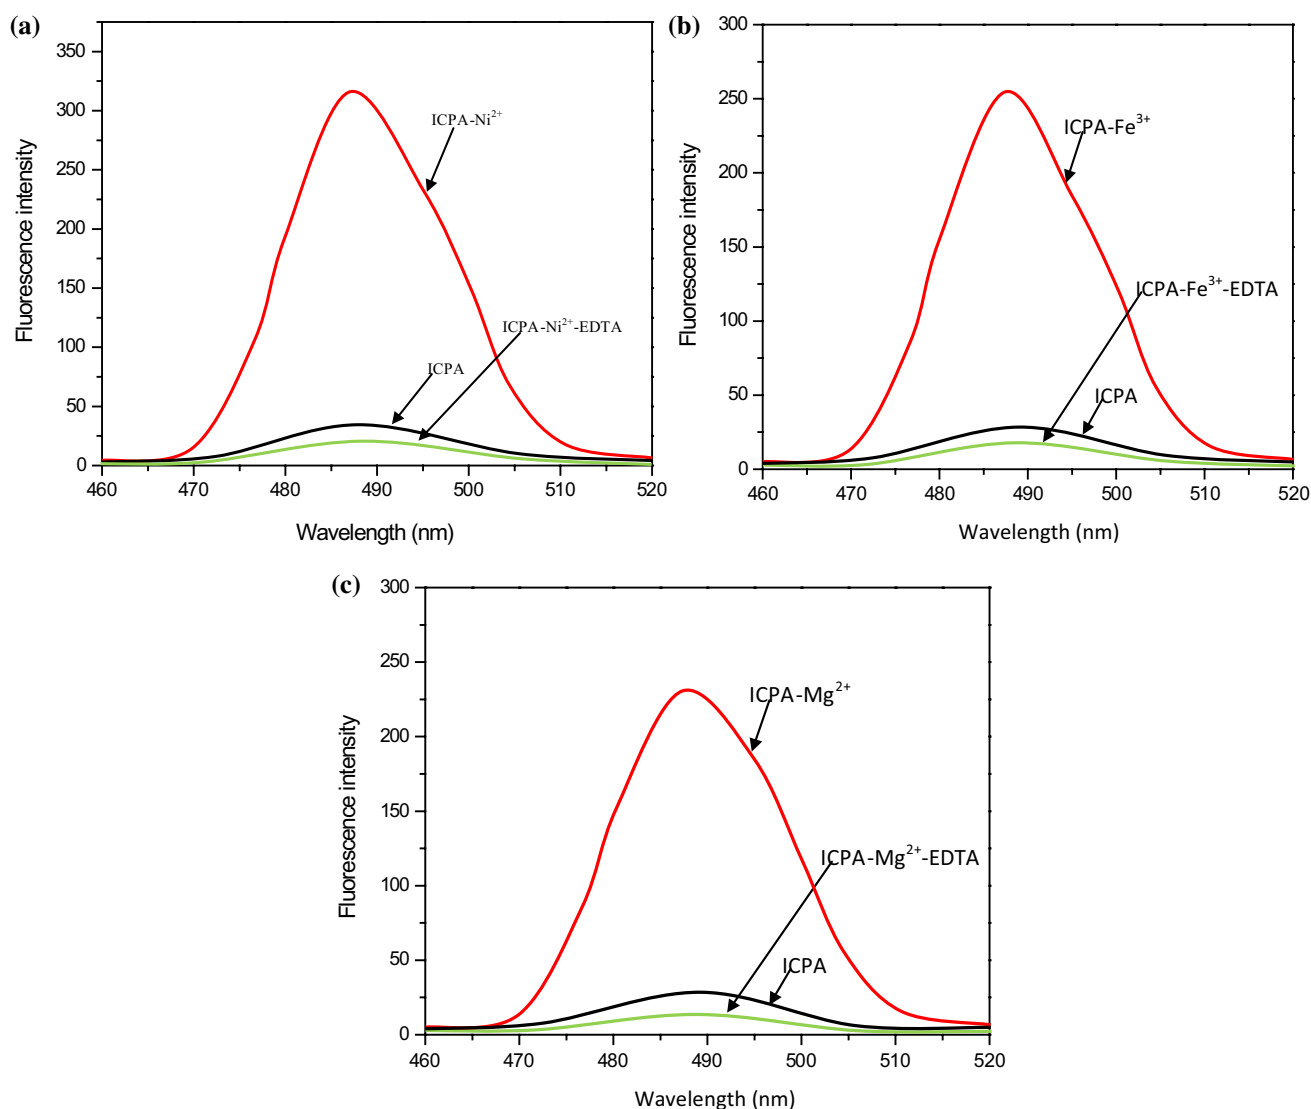 (a)
350
300
250
200
150
100
50
0
Fluorescence intensity
ICPA-Ni²⁺
ICPA-Ni²⁺-EDTA
ICPA
460 470 480 490 500 510 520
Wavelength (nm)
(b)
300
250
200
150
100
50
0
Fluorescence intensity
ICPA-Fe³⁺
ICPA-Fe³⁺-EDTA
ICPA
460 470 480 490 500 510 520
Wavelength (nm)
(c)
300
250
200
150
100
50
0
Fluorescence intensity
ICPA-Mg²⁺
ICPA-Mg²⁺-EDTA
ICPA
460 470 480 490 500 510 520
Wavelength (nm)